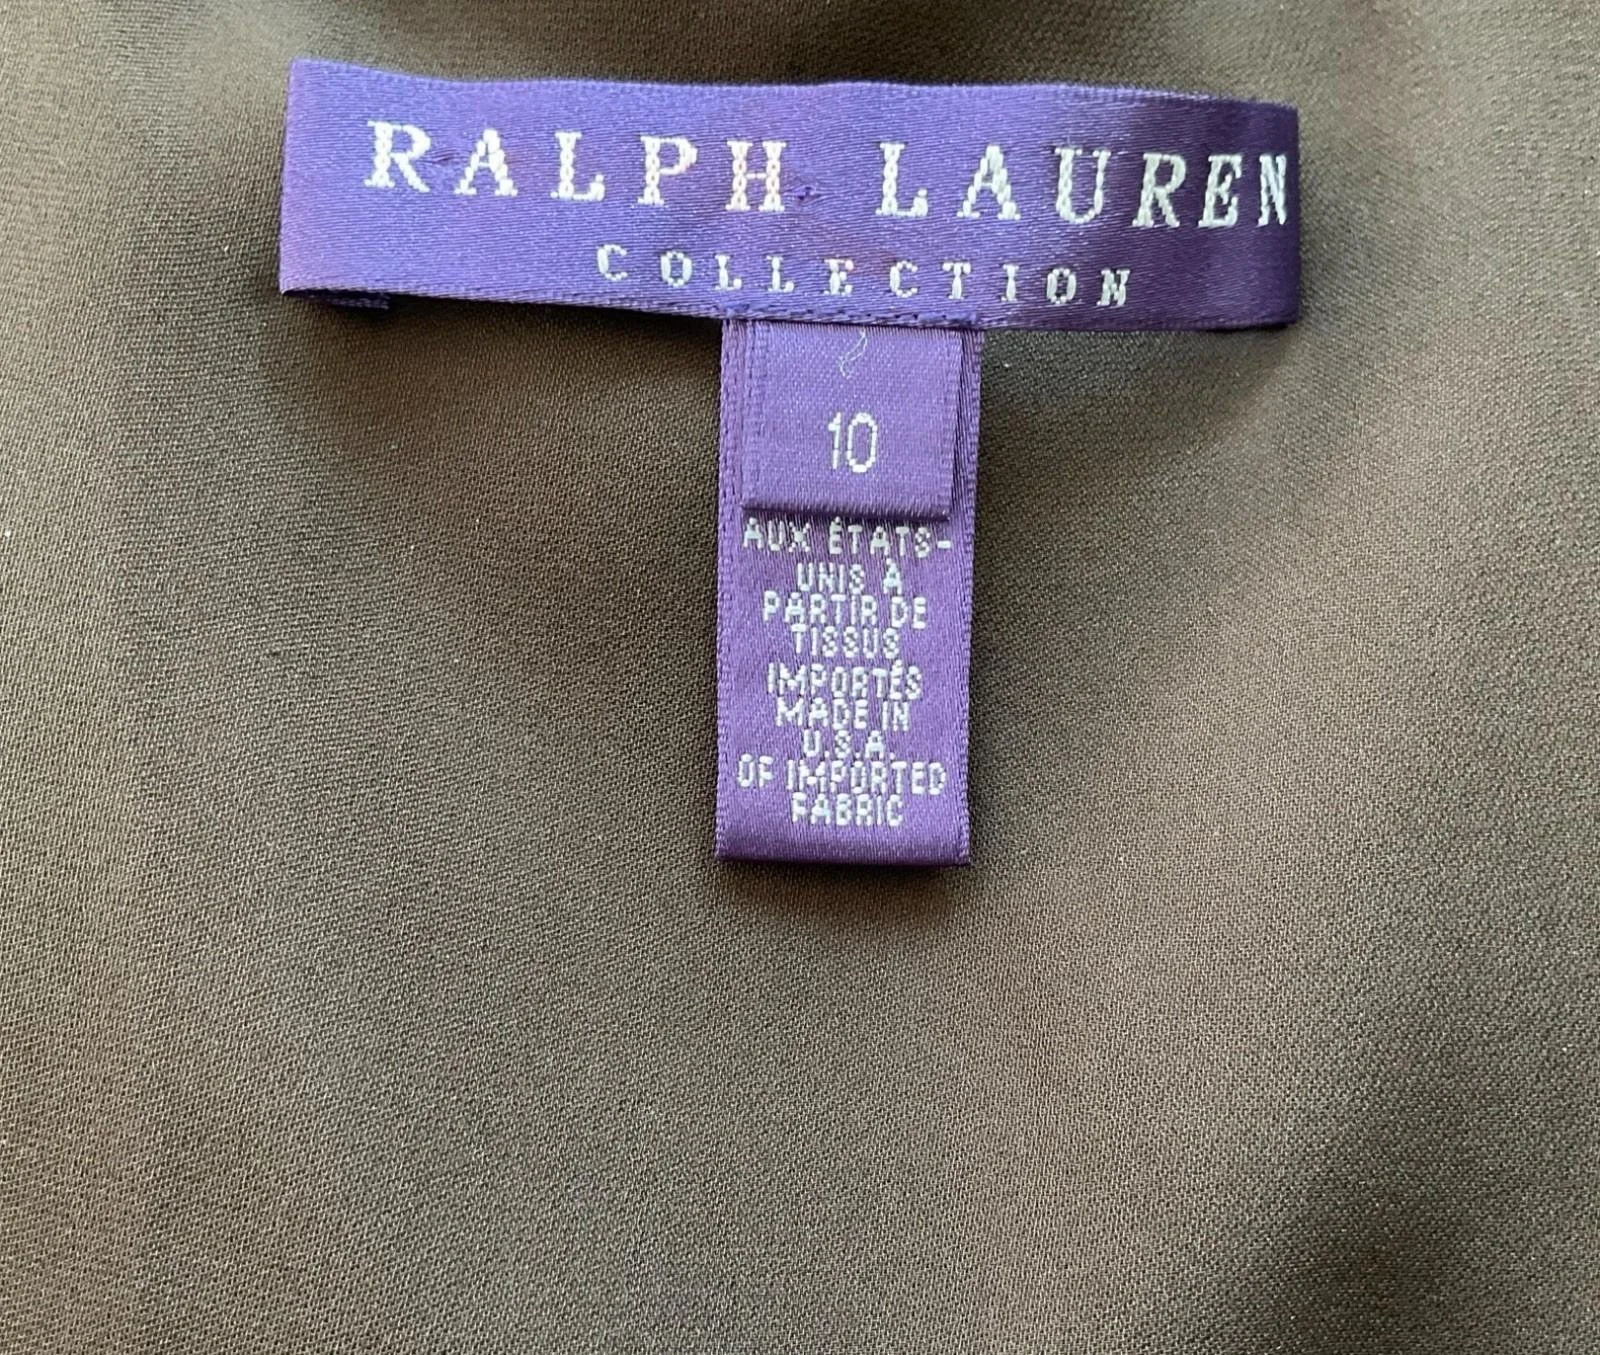 RALPH LAUREN
COLLECTION
10
AUX ÉTATS-
UNIS À
PARTIR DE
TISSUS
IMPORTÉS
MADE IN
U.S.A.
OF IMPORTED
FABRIC